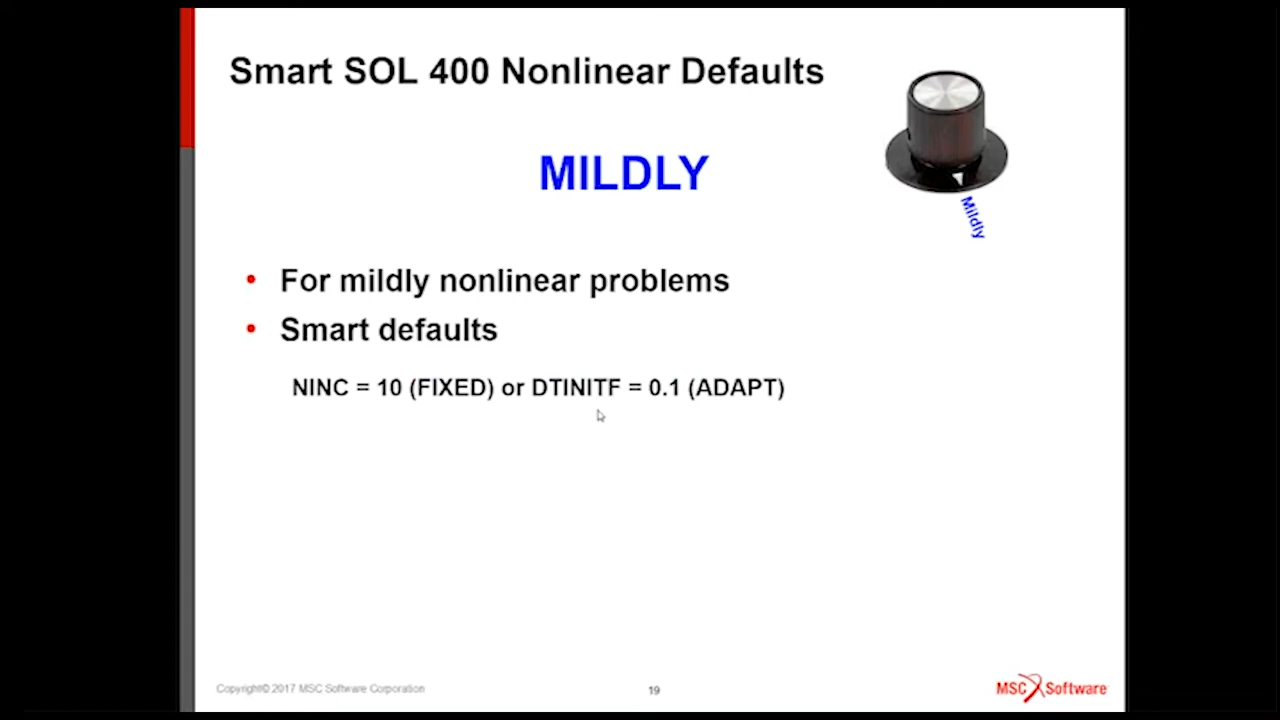 Smart SOL 400 Nonlinear Defaults
MILDLY
Mildly
• For mildly nonlinear problems
• Smart defaults
NINC = 10 (FIXED) or DTINITF = 0.1 (ADAPT)
Copyright© 2017 MSC Software Corporation
19
MSC Software